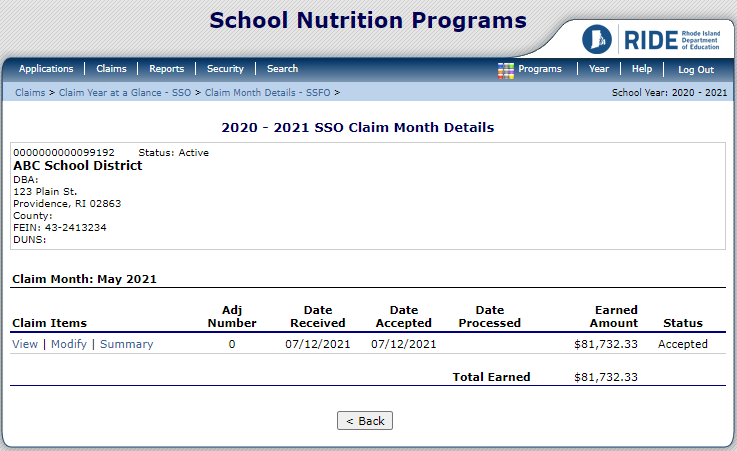 School Nutrition Programs
RIDE Rhode Island
Department
of Education
Applications | Claims | Reports | Security | Search Programs | Year | Help | Log Out
Claims > Claim Year at a Glance - SSO > Claim Month Details - SSFO > School Year: 2020 - 2021
2020 - 2021 SSO Claim Month Details
0000000000099192 Status: Active
ABC School District
DBA:
123 Plain St.
Providence, RI 02863
County:
FEIN: 43-2413234
DUNS:
Claim Month: May 2021
Adj Date Date Date Earned
Claim Items Number Received Accepted Processed Amount Status
View | Modify | Summary 0 07/12/2021 07/12/2021 $81,732.33 Accepted
Total Earned $81,732.33
< Back